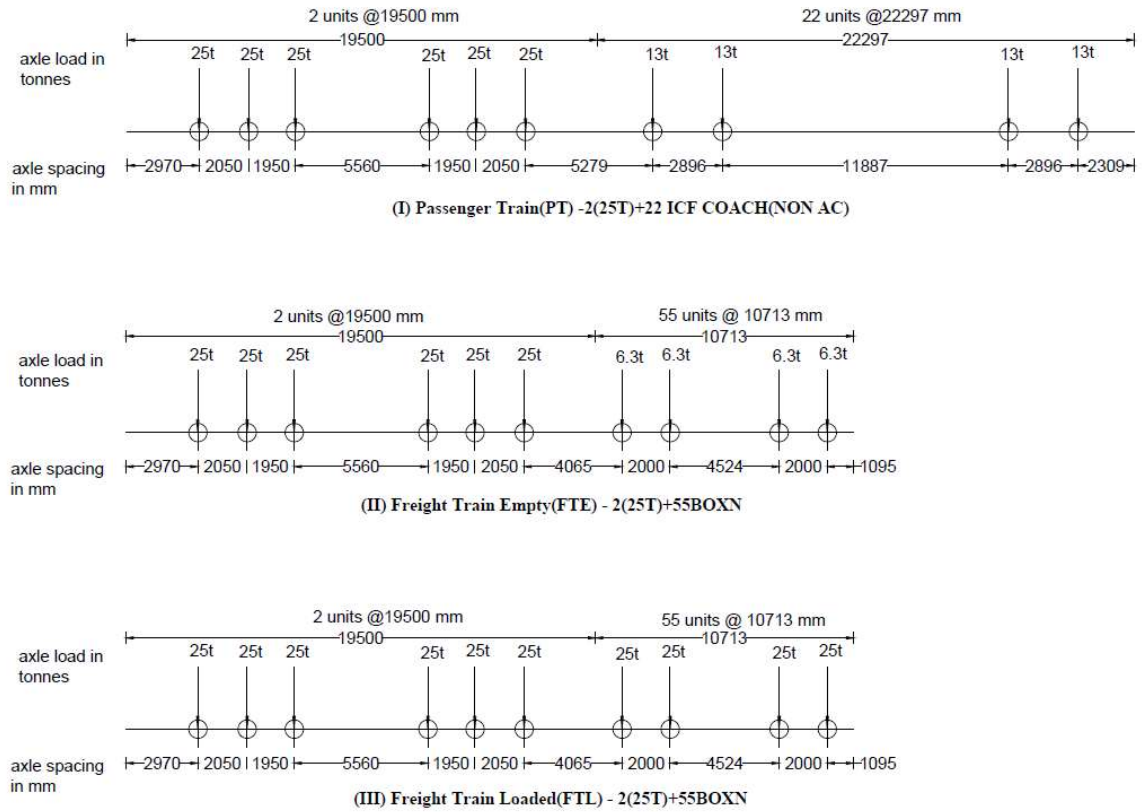 2 units @19500 mm 22 units @22297 mm
19500 22297
axle load in tonnes 25t 25t 25t 25t 25t 25t 13t 13t 13t 13t
axle spacing in mm 2970 2050 1950 5560 1950 2050 5279 2896 11887 2896 2309
(I) Passenger Train(PT) -2(25T)+22 ICF COACH(NON AC)
2 units @19500 mm 55 units @ 10713 mm
19500 10713
axle load in tonnes 25t 25t 25t 25t 25t 25t 6.3t 6.3t 6.3t 6.3t
axle spacing in mm 2970 2050 1950 5560 1950 2050 4065 2000 4524 2000 1095
(II) Freight Train Empty(FTE) - 2(25T)+55BOXN
2 units @19500 mm 55 units @ 10713 mm
19500 10713
axle load in tonnes 25t 25t 25t 25t 25t 25t 25t 25t 25t 25t
axle spacing in mm 2970 2050 1950 5560 1950 2050 4065 2000 4524 2000 1095
(III) Freight Train Loaded(FTL) - 2(25T)+55BOXN